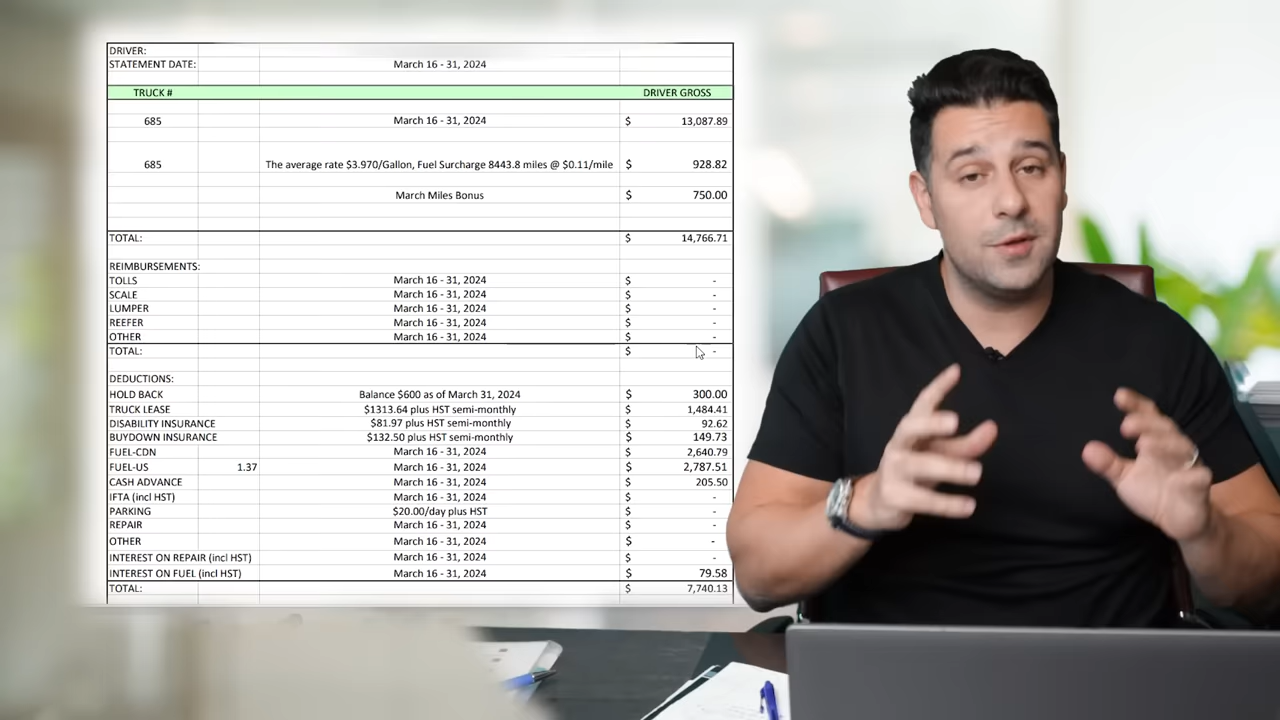 DRIVER:
STATEMENT DATE: March 16 - 31, 2024
TRUCK # DRIVER GROSS
685 March 16 - 31, 2024 $ 13,087.89
685 The average rate $3.970/Gallon, Fuel Surcharge 8443.8 miles @ $0.11/mile $ 928.82
March Miles Bonus $ 750.00
TOTAL: $ 14,766.71
REIMBURSEMENTS:
TOLLS March 16 - 31, 2024 $ -
SCALE March 16 - 31, 2024 $ -
LUMPER March 16 - 31, 2024 $ -
REEFER March 16 - 31, 2024 $ -
OTHER March 16 - 31, 2024 $ -
TOTAL: $ -
DEDUCTIONS:
HOLD BACK Balance $600 as of March 31, 2024 $ 300.00
TRUCK LEASE $1313.64 plus HST semi-monthly $ 1,484.41
DISABILITY INSURANCE $81.97 plus HST semi-monthly $ 92.62
BUYDOWN INSURANCE $132.50 plus HST semi-monthly $ 149.73
FUEL-CDN March 16 - 31, 2024 $ 2,640.79
FUEL-US 1.37 March 16 - 31, 2024 $ 2,787.51
CASH ADVANCE March 16 - 31, 2024 $ 205.50
IFTA (incl HST) March 16 - 31, 2024 $ -
PARKING $20.00/day plus HST $ -
REPAIR March 16 - 31, 2024 $ -
OTHER March 16 - 31, 2024 $ -
INTEREST ON REPAIR (incl HST) March 16 - 31, 2024 $ -
INTEREST ON FUEL (incl HST) March 16 - 31, 2024 $ 79.58
TOTAL: $ 7,740.13